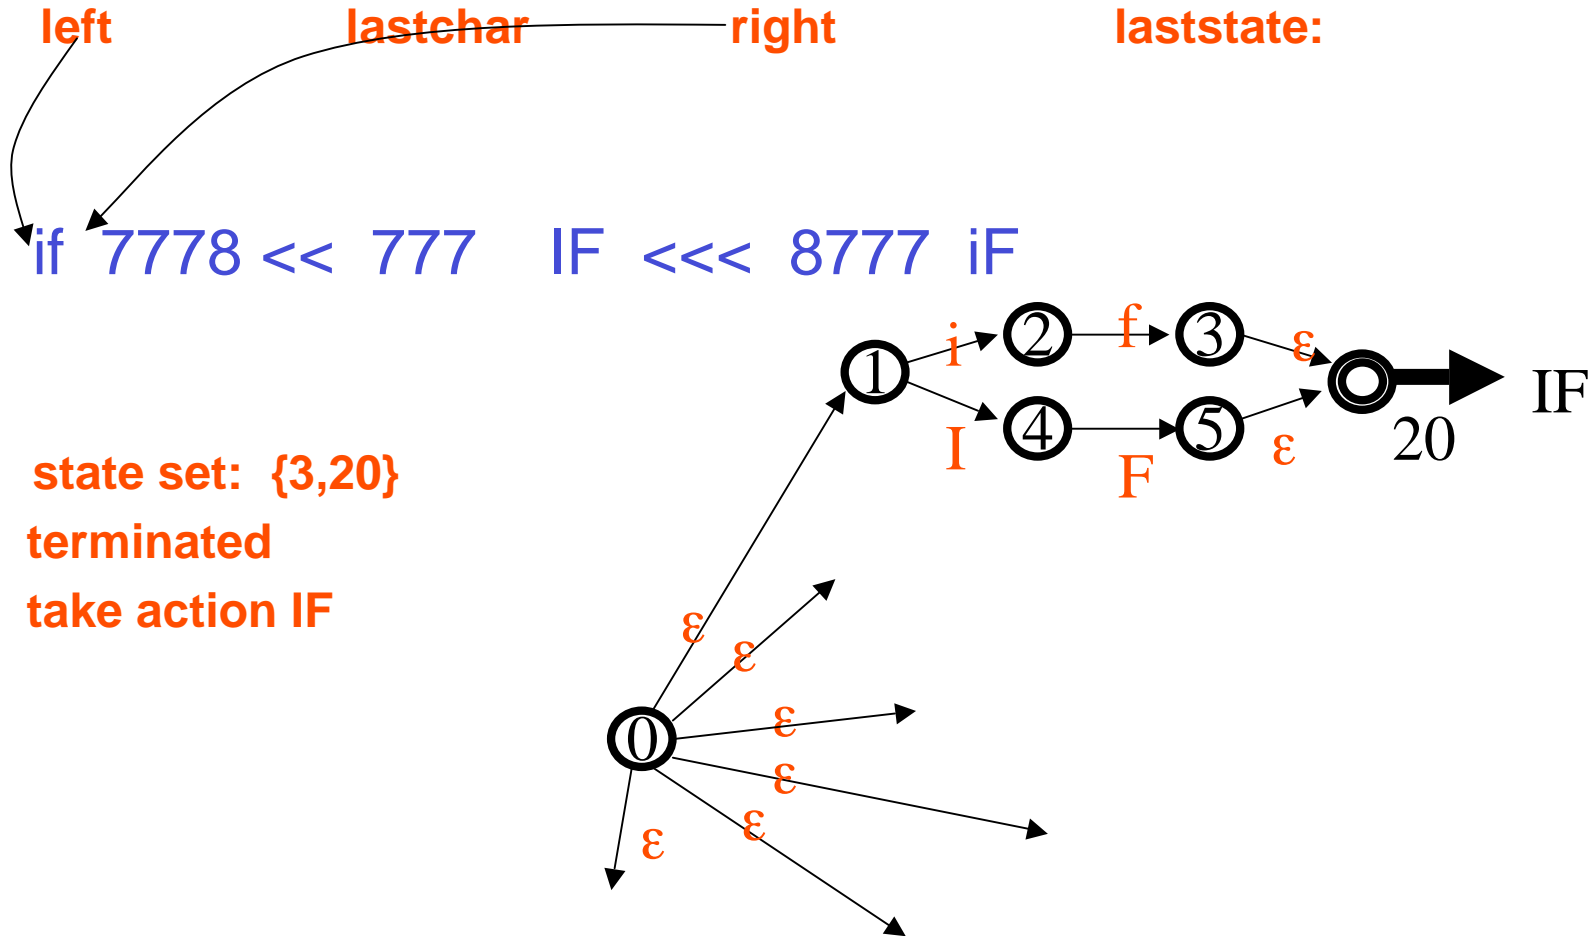 left lastchar right laststate:
if 7778 << 777 IF <<< 8777 iF
i 2 f 3 ε
1 IF
I 4 F 5 ε 20
state set: {3,20}
terminated
take action IF
ε
ε
ε
0
ε
ε
ε